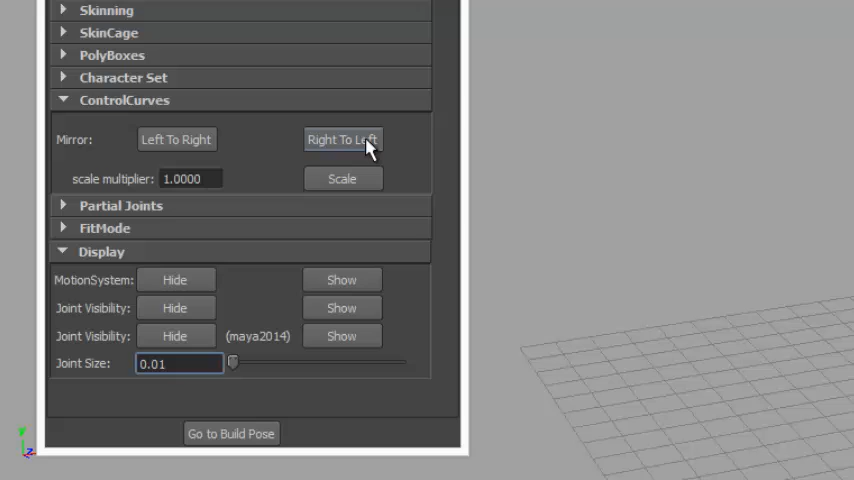 Skinning
SkinCage
PolyBoxes
Character Set
ControlCurves
Mirror: Left To Right Right To Left
scale multiplier: 1.0000 Scale
Partial Joints
FitMode
Display
MotionSystem: Hide Show
Joint Visibility: Hide Show
Joint Visibility: Hide (maya2014) Show
Joint Size: 0.01
Go to Build Pose
y
z